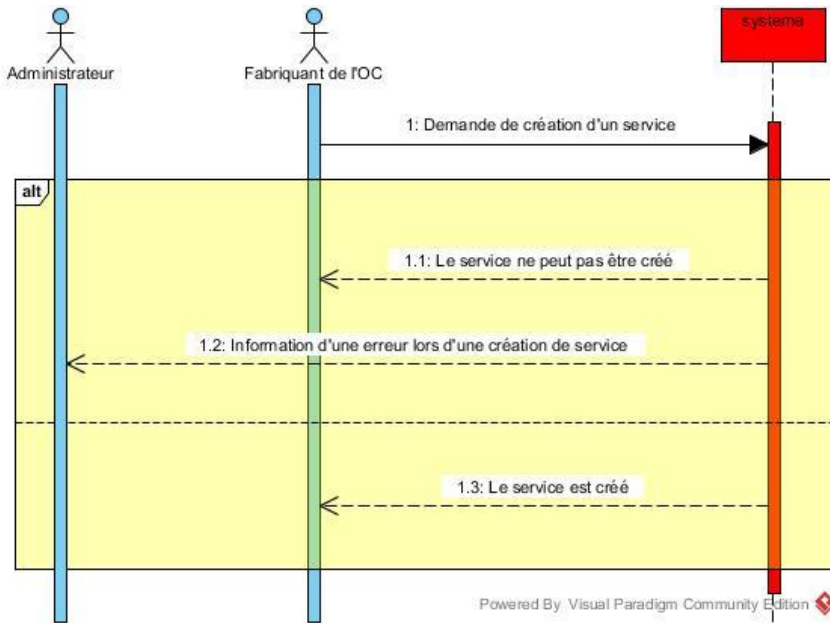 systeme
Administrateur
Fabriquant de l'OC
1: Demande de création d'un service
alt
1.1: Le service ne peut pas être créé
1.2: Information d'une erreur lors d'une création de service
1.3: Le service est créé
Powered By Visual Paradigm Community Edition